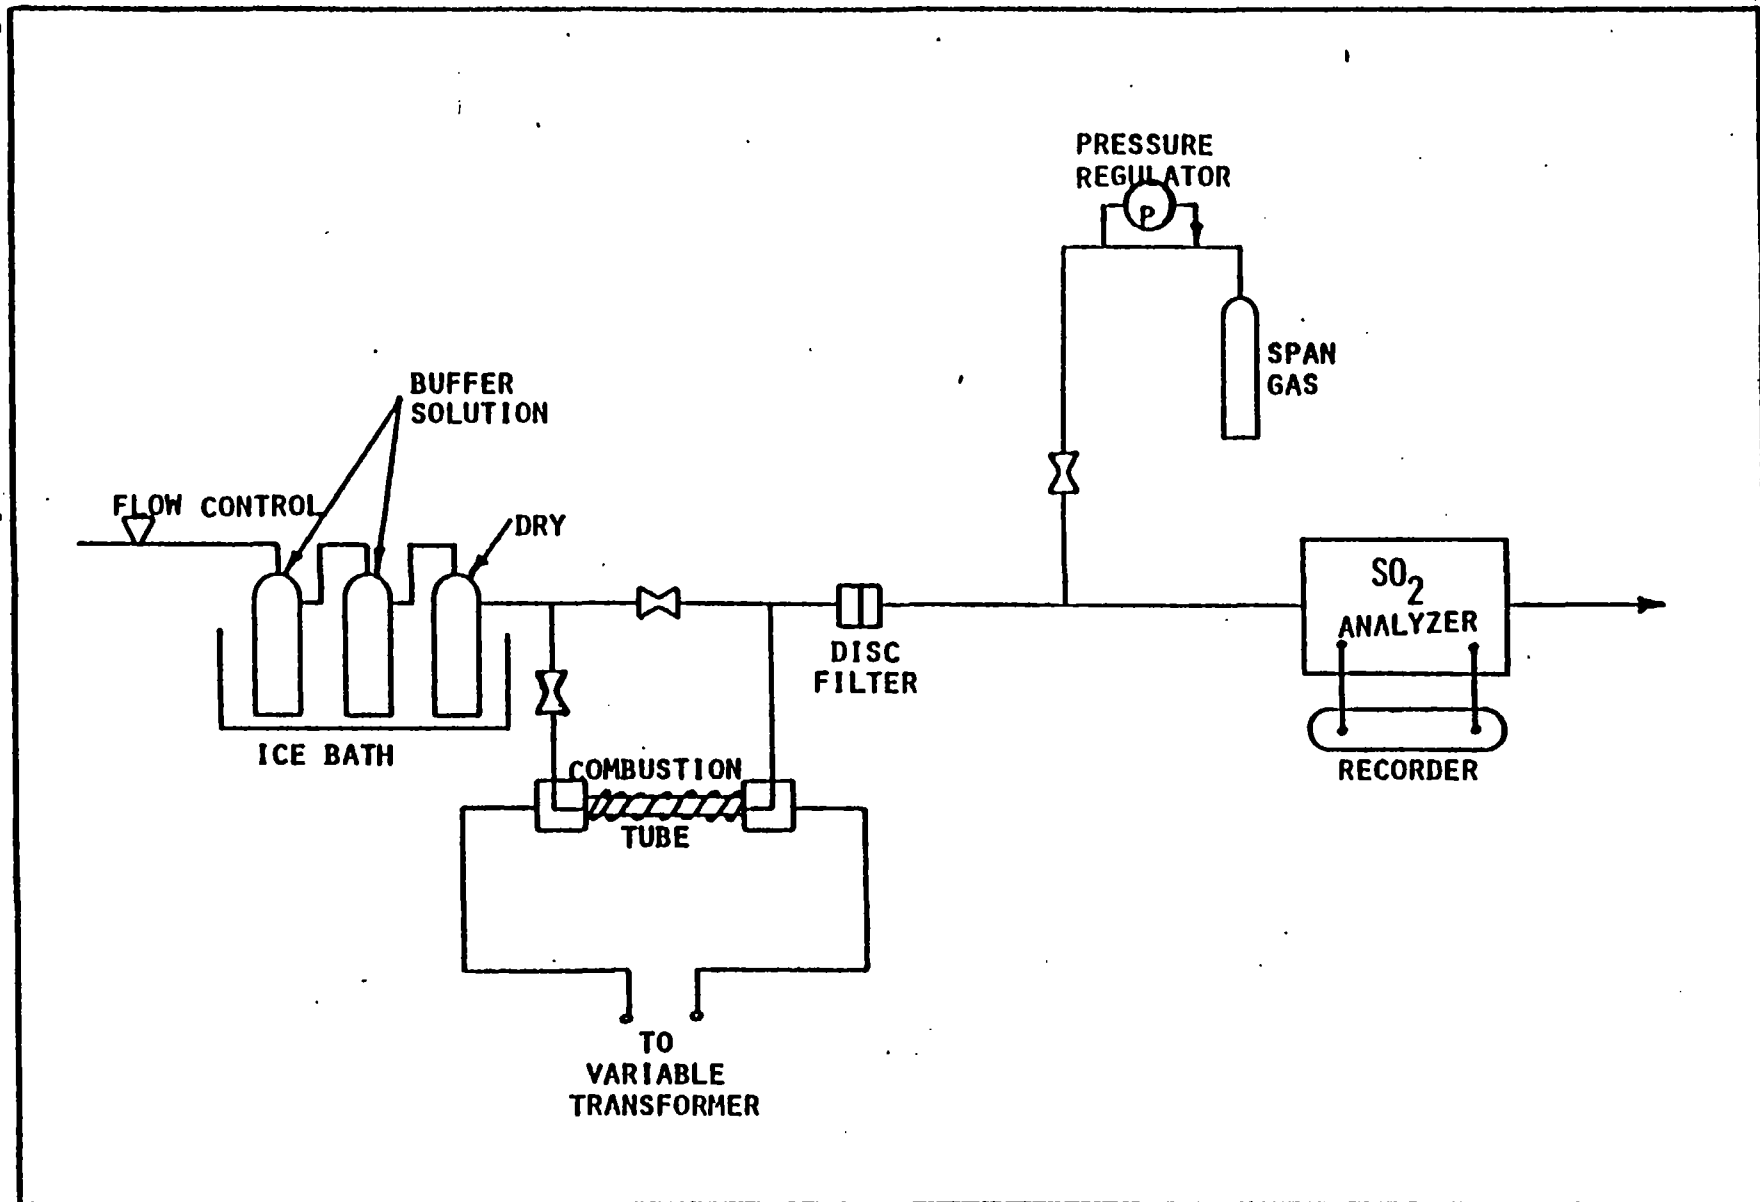 PRESSURE
REGULATOR
P
SPAN
GAS
BUFFER
SOLUTION
FLOW CONTROL
DRY
SO2
ANALYZER
DISC
FILTER
ICE BATH
COMBUSTION
TUBE
RECORDER
TO
VARIABLE
TRANSFORMER